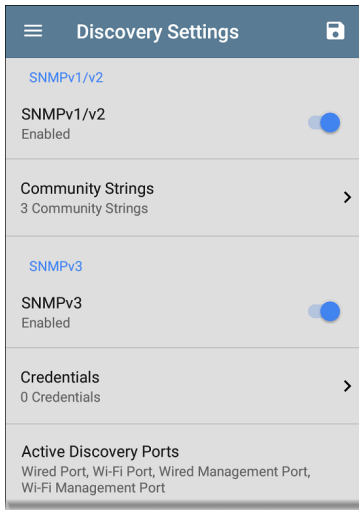 Discovery Settings
SNMPv1/v2
SNMPv1/v2
Enabled
Community Strings
3 Community Strings
SNMPv3
SNMPv3
Enabled
Credentials
0 Credentials
Active Discovery Ports
Wired Port, Wi-Fi Port, Wired Management Port,
Wi-Fi Management Port